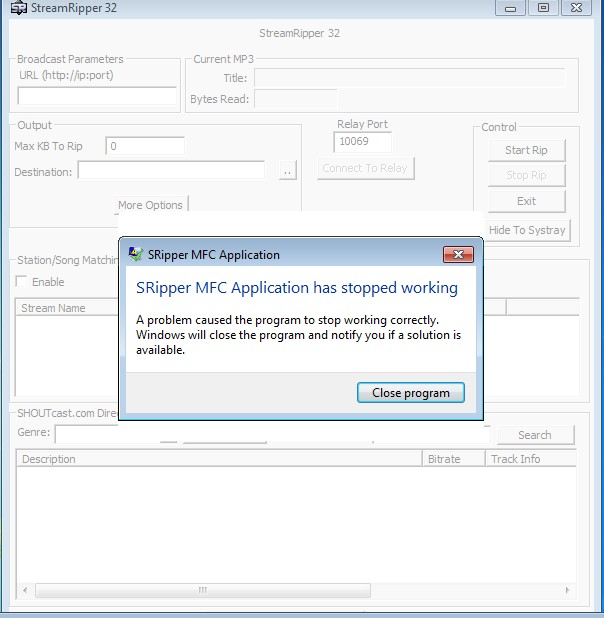 StreamRipper 32
StreamRipper 32
Broadcast Parameters
URL (http://ip:port)
Current MP3
Title:
Bytes Read:
Output
Max KB To Rip 0
Destination: ..
More Options
Relay Port
10069
Connect To Relay
Control
Start Rip
Stop Rip
Exit
Hide To Systray
Station/Song Matchin
Enable
Stream Name
SRipper MFC Application
SRipper MFC Application has stopped working
A problem caused the program to stop working correctly.
Windows will close the program and notify you if a solution is
available.
Close program
SHOUTcast.com Direc
Genre:
Search
Description Bitrate Track Info